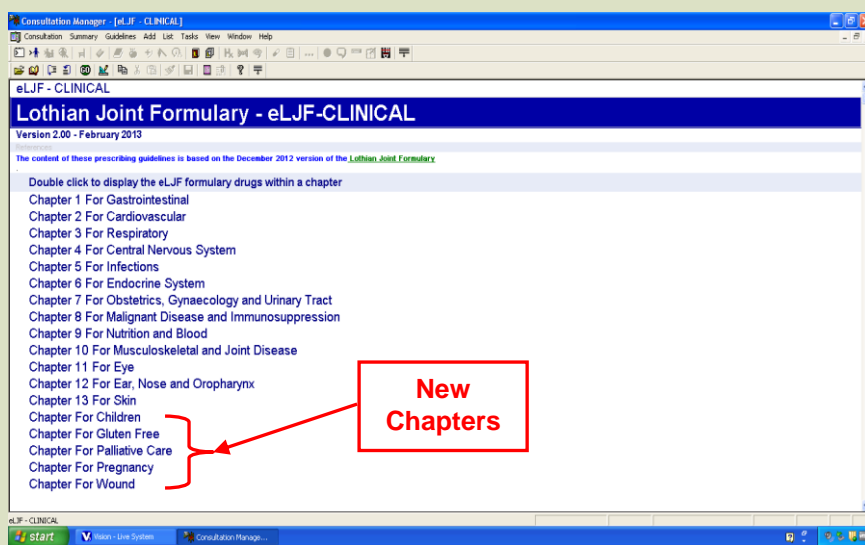 Consultation Manager - [eLJF - CLINICAL]
Consultation Summary Guidelines Add List Tasks View Window Help
eLJF - CLINICAL
Lothian Joint Formulary - eLJF-CLINICAL
Version 2.00 - February 2013
References
The content of these prescribing guidelines is based on the December 2012 version of the Lothian Joint Formulary
Double click to display the eLJF formulary drugs within a chapter
Chapter 1 For Gastrointestinal
Chapter 2 For Cardiovascular
Chapter 3 For Respiratory
Chapter 4 For Central Nervous System
Chapter 5 For Infections
Chapter 6 For Endocrine System
Chapter 7 For Obstetrics, Gynaecology and Urinary Tract
Chapter 8 For Malignant Disease and Immunosuppression
Chapter 9 For Nutrition and Blood
Chapter 10 For Musculoskeletal and Joint Disease
Chapter 11 For Eye
Chapter 12 For Ear, Nose and Oropharynx
Chapter 13 For Skin
Chapter For Children
Chapter For Gluten Free
Chapter For Palliative Care
Chapter For Pregnancy
Chapter For Wound
New
Chapters
eLJF - CLINICAL
start
Vision - Live System
Consultation Manage...